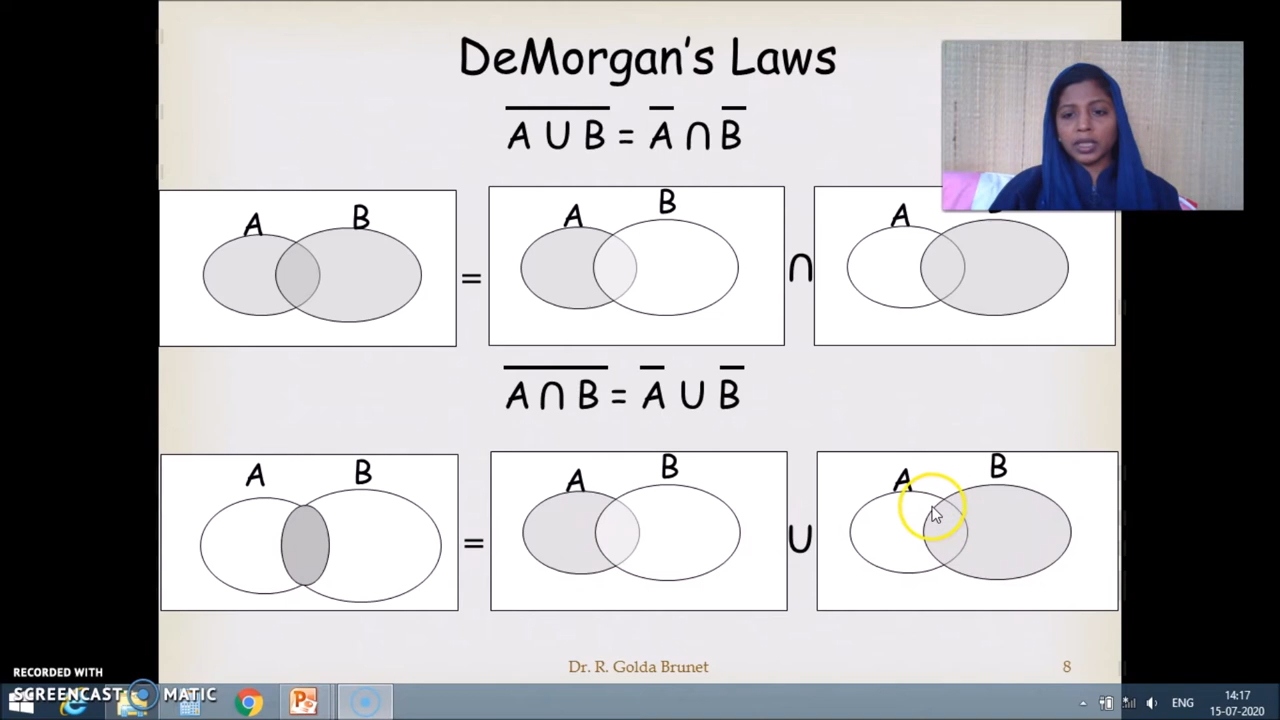 DeMorgan's Laws
A̅ ̅∪̅ ̅B̅ = A̅ ∩ B̅
A B
=
A B
∩
A
A̅ ̅∩̅ ̅B̅ = A̅ ∪ B̅
A B
=
A B
∪
A B
Dr. R. Golda Brunet 8
RECORDED WITH
SCREENCAST MATIC
ENG
14:17
15-07-2020